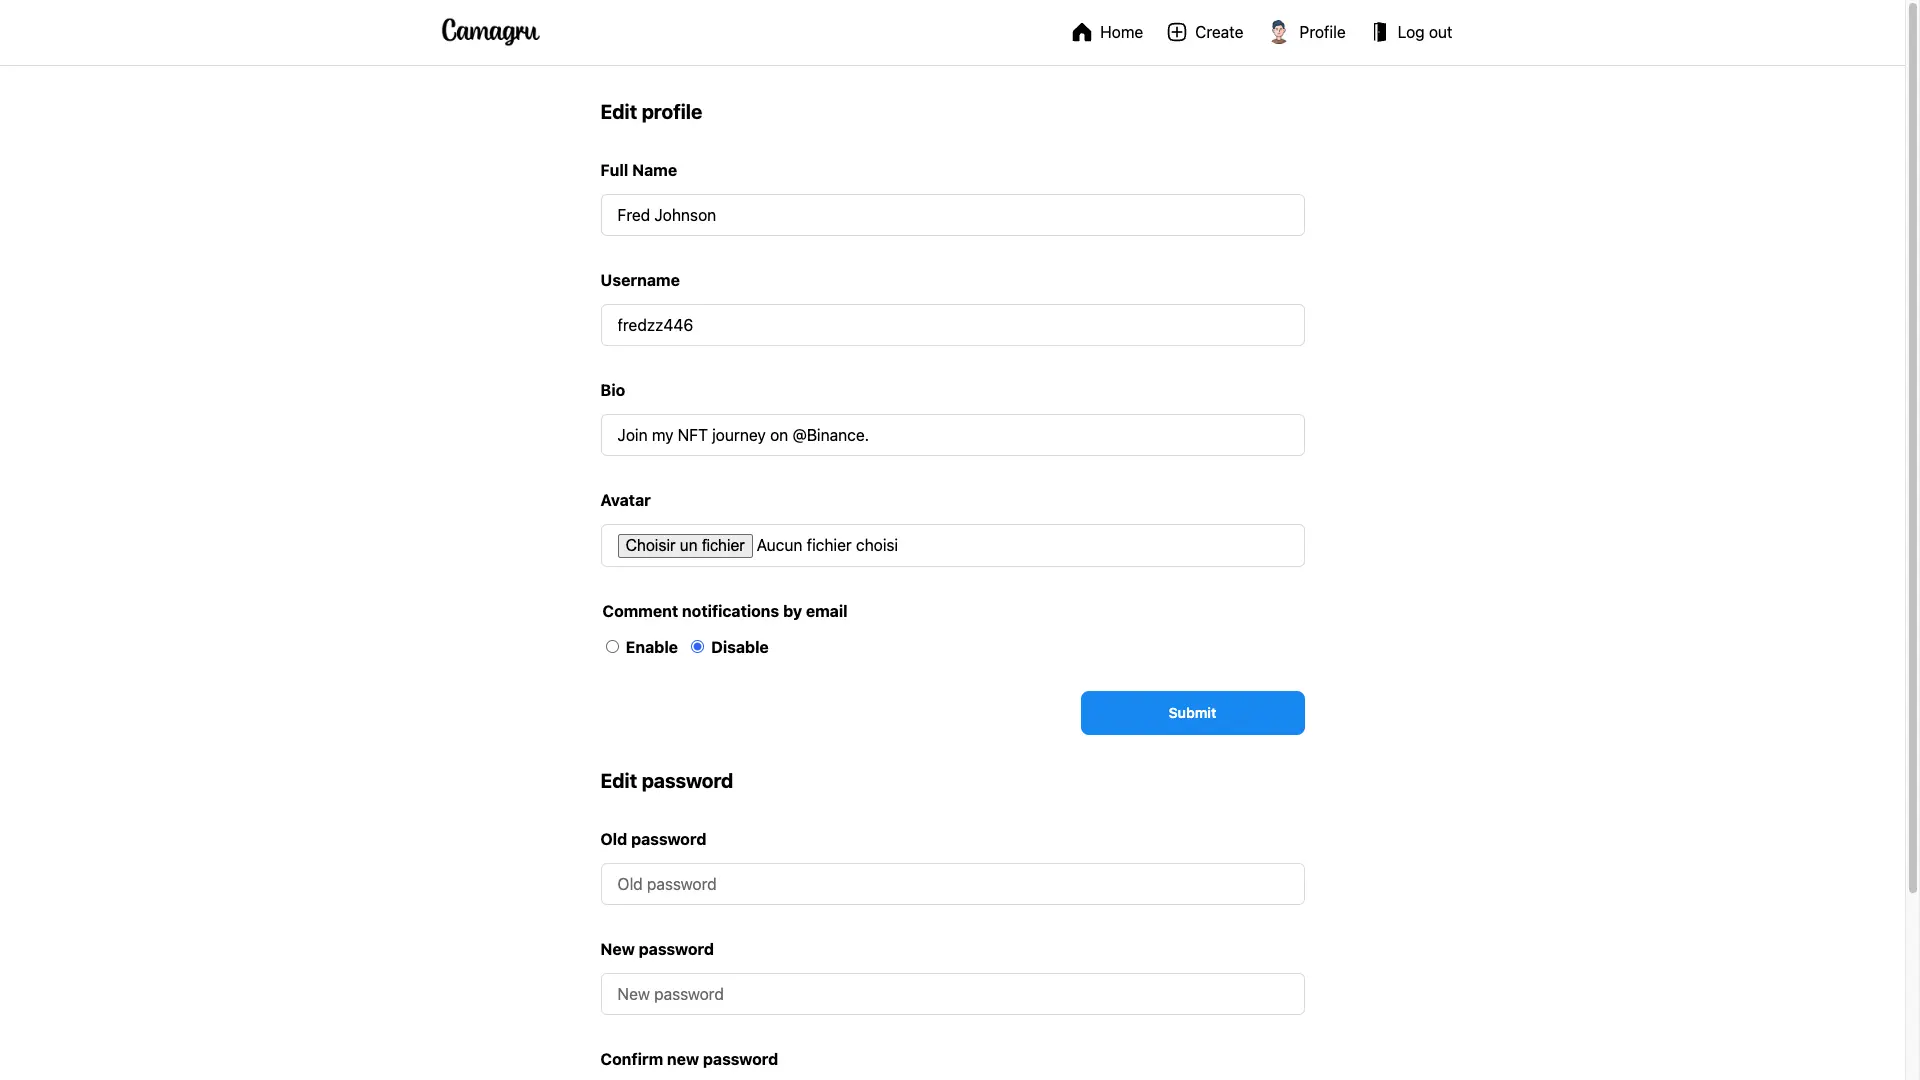 Camagru
Home
Create
Profile
Log out
Edit profile
Full Name
Fred Johnson
Username
fredzz446
Bio
Join my NFT journey on @Binance.
Avatar
Choisir un fichier Aucun fichier choisi
Comment notifications by email
Enable Disable
Submit
Edit password
Old password
Old password
New password
New password
Confirm new password